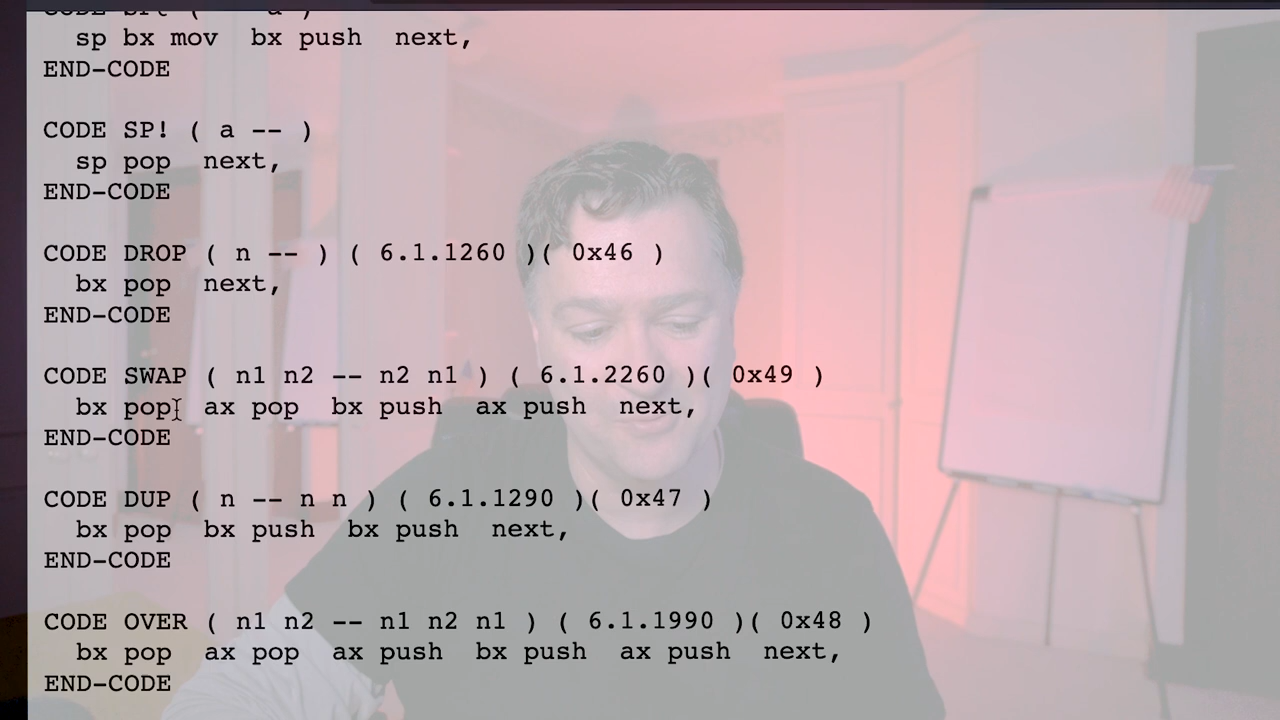 CODE SP@ ( -- a )
sp bx mov bx push next,
END-CODE
CODE SP! ( a -- )
sp pop next,
END-CODE
CODE DROP ( n -- ) ( 6.1.1260 )( 0x46 )
bx pop next,
END-CODE
CODE SWAP ( n1 n2 -- n2 n1 ) ( 6.1.2260 )( 0x49 )
bx pop ax pop bx push ax push next,
END-CODE
CODE DUP ( n -- n n ) ( 6.1.1290 )( 0x47 )
bx pop bx push bx push next,
END-CODE
CODE OVER ( n1 n2 -- n1 n2 n1 ) ( 6.1.1990 )( 0x48 )
bx pop ax pop ax push bx push ax push next,
END-CODE